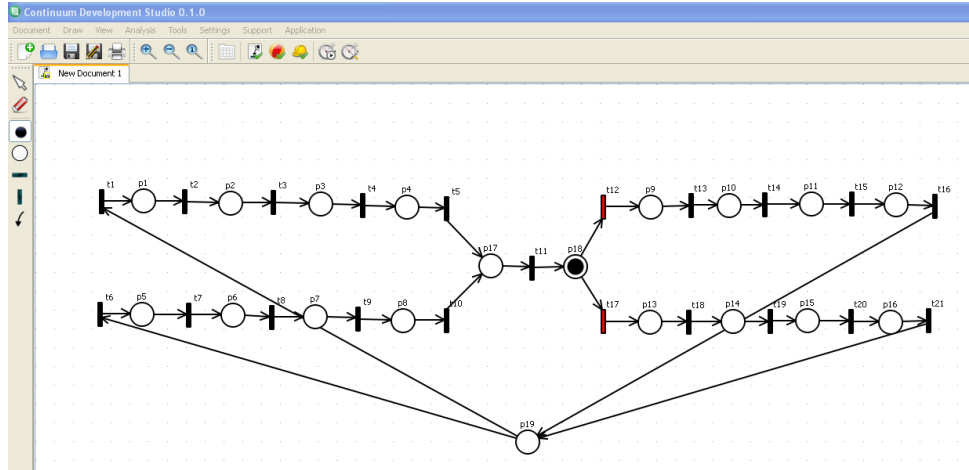 Continuum Development Studio 0.1.0
Document Draw View Analysis Tools Settings Support Application
New Document 1
t1 p1 t2 p2 t3 p3 t4 p4 t5 t12 p9 t13 p10 t14 p11 t15 p12 t16
p17 t11 p18
t6 p5 t7 p6 t8 p7 t9 p8 t10 t17 p13 t18 p14 t19 p15 t20 p16 t21
p19